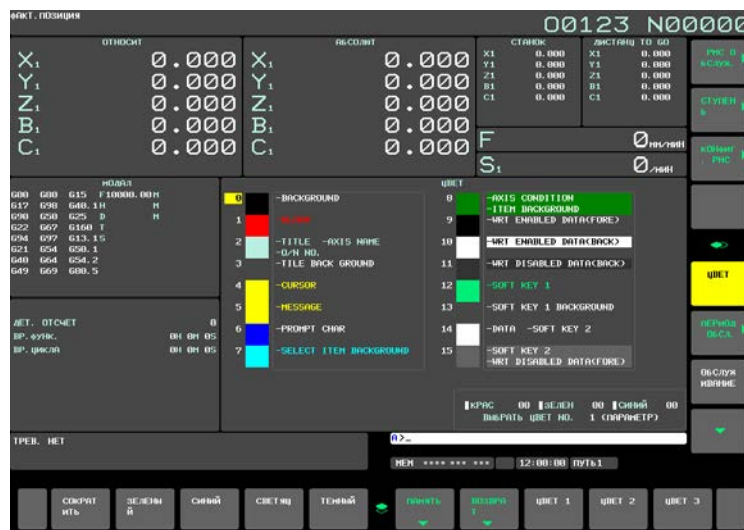 ФАКТ. ПОЗИЦИЯ
O0123 N00000
ОТНОСИТ
X1 0.000
Y1 0.000
Z1 0.000
B1 0.000
C1 0.000
АБСОЛЮТ
X1 0.000
Y1 0.000
Z1 0.000
B1 0.000
C1 0.000
СТАНОК
X1 0.000
Y1 0.000
Z1 0.000
B1 0.000
C1 0.000
ДИСТАНЦ TO GO
X1 0.000
Y1 0.000
Z1 0.000
B1 0.000
C1 0.000
F 0 ММ/МИН
S1 0 /МИН
МОДАЛ
G00 G80 G15 F10000.00 M
G17 G98 G40.1 H M
G90 G50 G25 D M
G22 G67 G160 T
G94 G97 G13.1 S
G21 G54 G50.1
G40 G64 G54.2
G49 G69 G80.5
ДЕТ. ОТСЧЕТ 0
ВР. ФУНК. 0H 0M 0S
ВР. ЦИКЛА 0H 0M 0S
ЦВЕТ
0 -BACKGROUND
1
2 -TITLE -AXIS NAME
-O/N NO.
3 -TILE BACK GROUND
4 -CURSOR
5 -MESSAGE
6 -PROMPT CHAR
7 -SELECT ITEM BACKGROUND
8 -AXIS CONDITION
-ITEM BACKGROUND
9 -WRT ENABLED DATA(FORE)
10 -WRT ENABLED DATA(BACK)
11 -WRT DISABLED DATA(BACK)
12 -SOFT KEY 1
13 -SOFT KEY 1 BACKGROUND
14 -DATA -SOFT KEY 2
15 -SOFT KEY 2
-WRT DISABLED DATA(FORE)
КРАС 00 ЗЕЛЕН 00 СИНИЙ 00
ВЫБРАТЬ ЦВЕТ NO. 1 (ПАРАМЕТР)
PMC О
БСЛУЖ.
СТУПЕН
Ь
КОНФИГ
. PMC
ЦВЕТ
ПЕРИОД
ОБСЛ.
ОБСЛУЖ
ИВАНИЕ
ТРЕВ. НЕТ
A>_
MEM **** *** ***
12:00:00 ПУТЬ1
СОКРАТ
ИТЬ
ЗЕЛЕНЫ
Й
СИНИЙ
СВЕТЯЩ
ТЕМНЫЙ
ПАМЯТЬ
ВОЗВРА
Т
ЦВЕТ 1
ЦВЕТ 2
ЦВЕТ 3